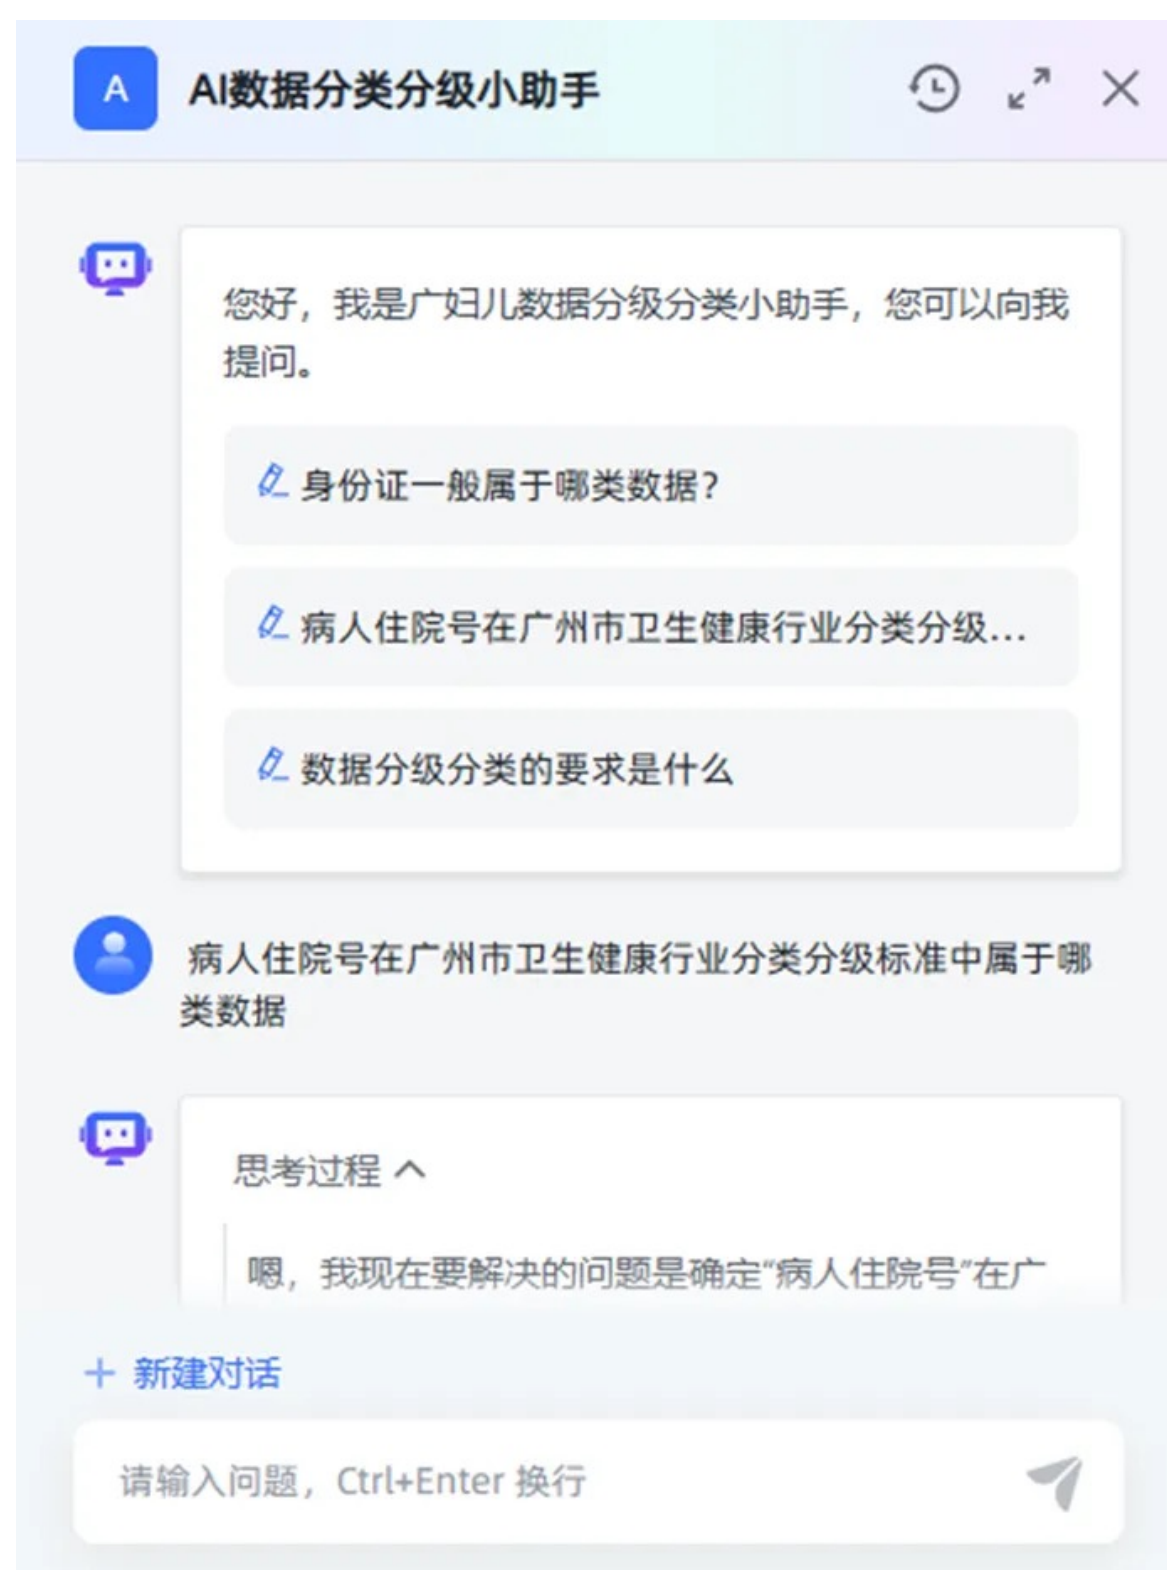 A AI数据分类分级小助手
您好，我是广妇儿数据分级分类小助手，您可以向我
提问。
身份证一般属于哪类数据？
病人住院号在广州市卫生健康行业分类分级...
数据分级分类的要求是什么
病人住院号在广州市卫生健康行业分类分级标准中属于哪
类数据
思考过程
嗯，我现在要解决的问题是确定“病人住院号”在广
+ 新建对话
请输入问题，Ctrl+Enter 换行